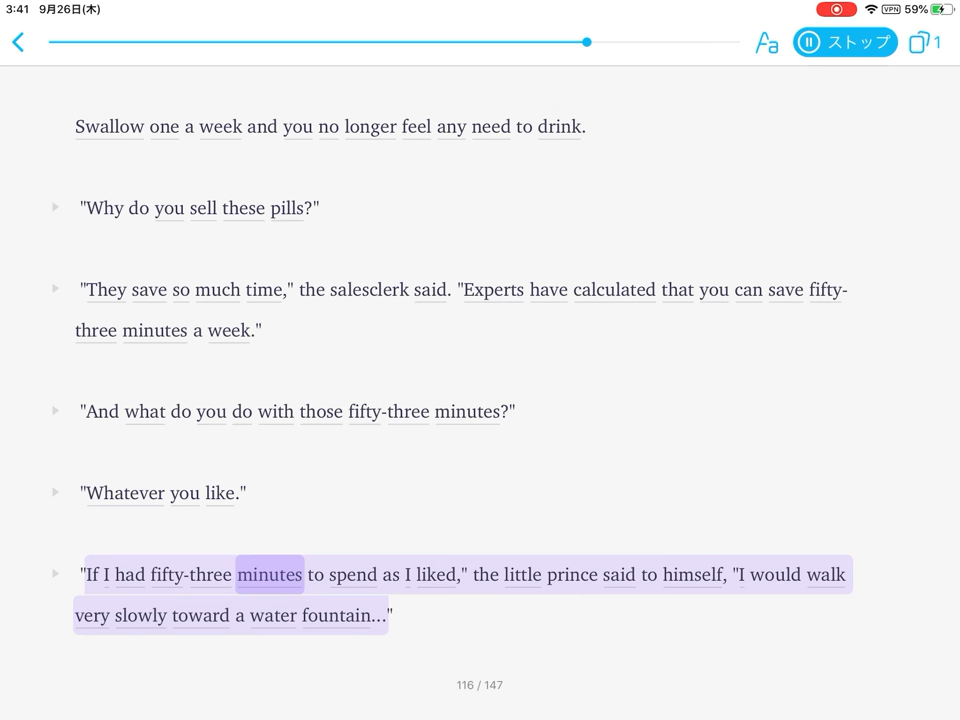 3:41 9月26日(木) VPN 59%
ストップ 1
Swallow one a week and you no longer feel any need to drink.
"Why do you sell these pills?"
"They save so much time," the salesclerk said. "Experts have calculated that you can save fifty-
three minutes a week."
"And what do you do with those fifty-three minutes?"
"Whatever you like."
"If I had fifty-three minutes to spend as I liked," the little prince said to himself, "I would walk
very slowly toward a water fountain..."
116 / 147